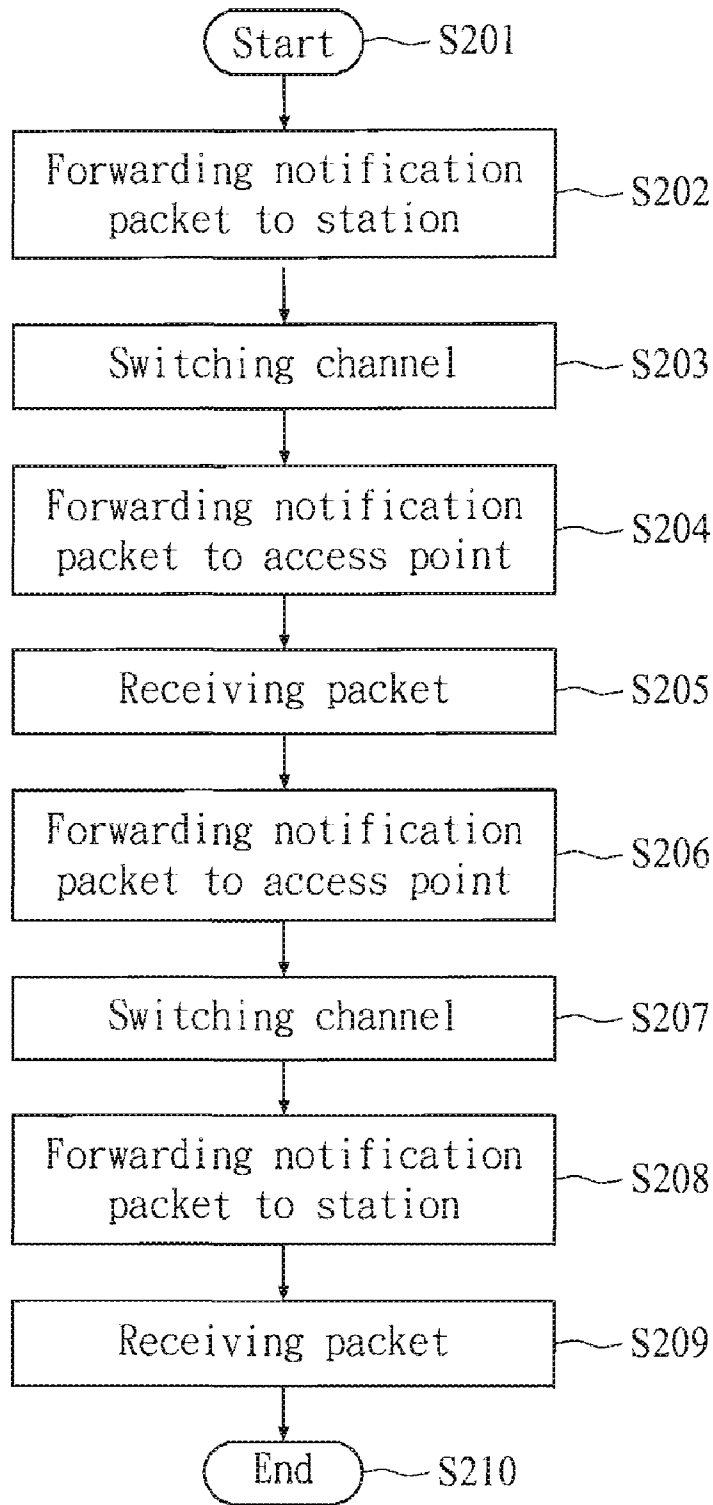 Start
S201
Forwarding notification
packet to station
S202
Switching channel
S203
Forwarding notification
packet to access point
S204
Receiving packet
S205
Forwarding notification
packet to access point
S206
Switching channel
S207
Forwarding notification
packet to station
S208
Receiving packet
S209
End
S210